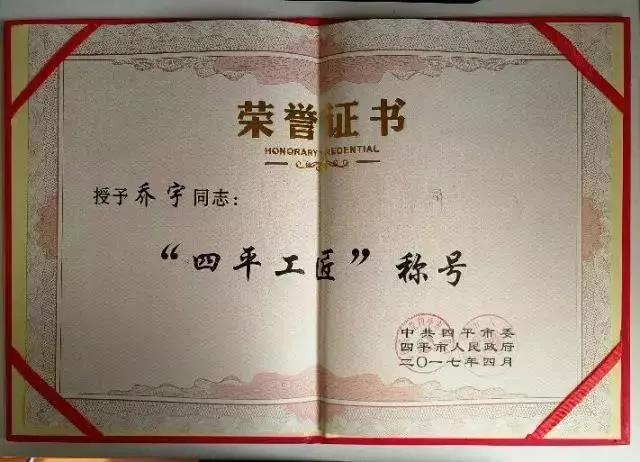 荣誉证书
HONORARY CREDENTIAL
授予乔宇同志：
“四平工匠”称号
中共四平市委
四平市人民政府
二〇一七年四月